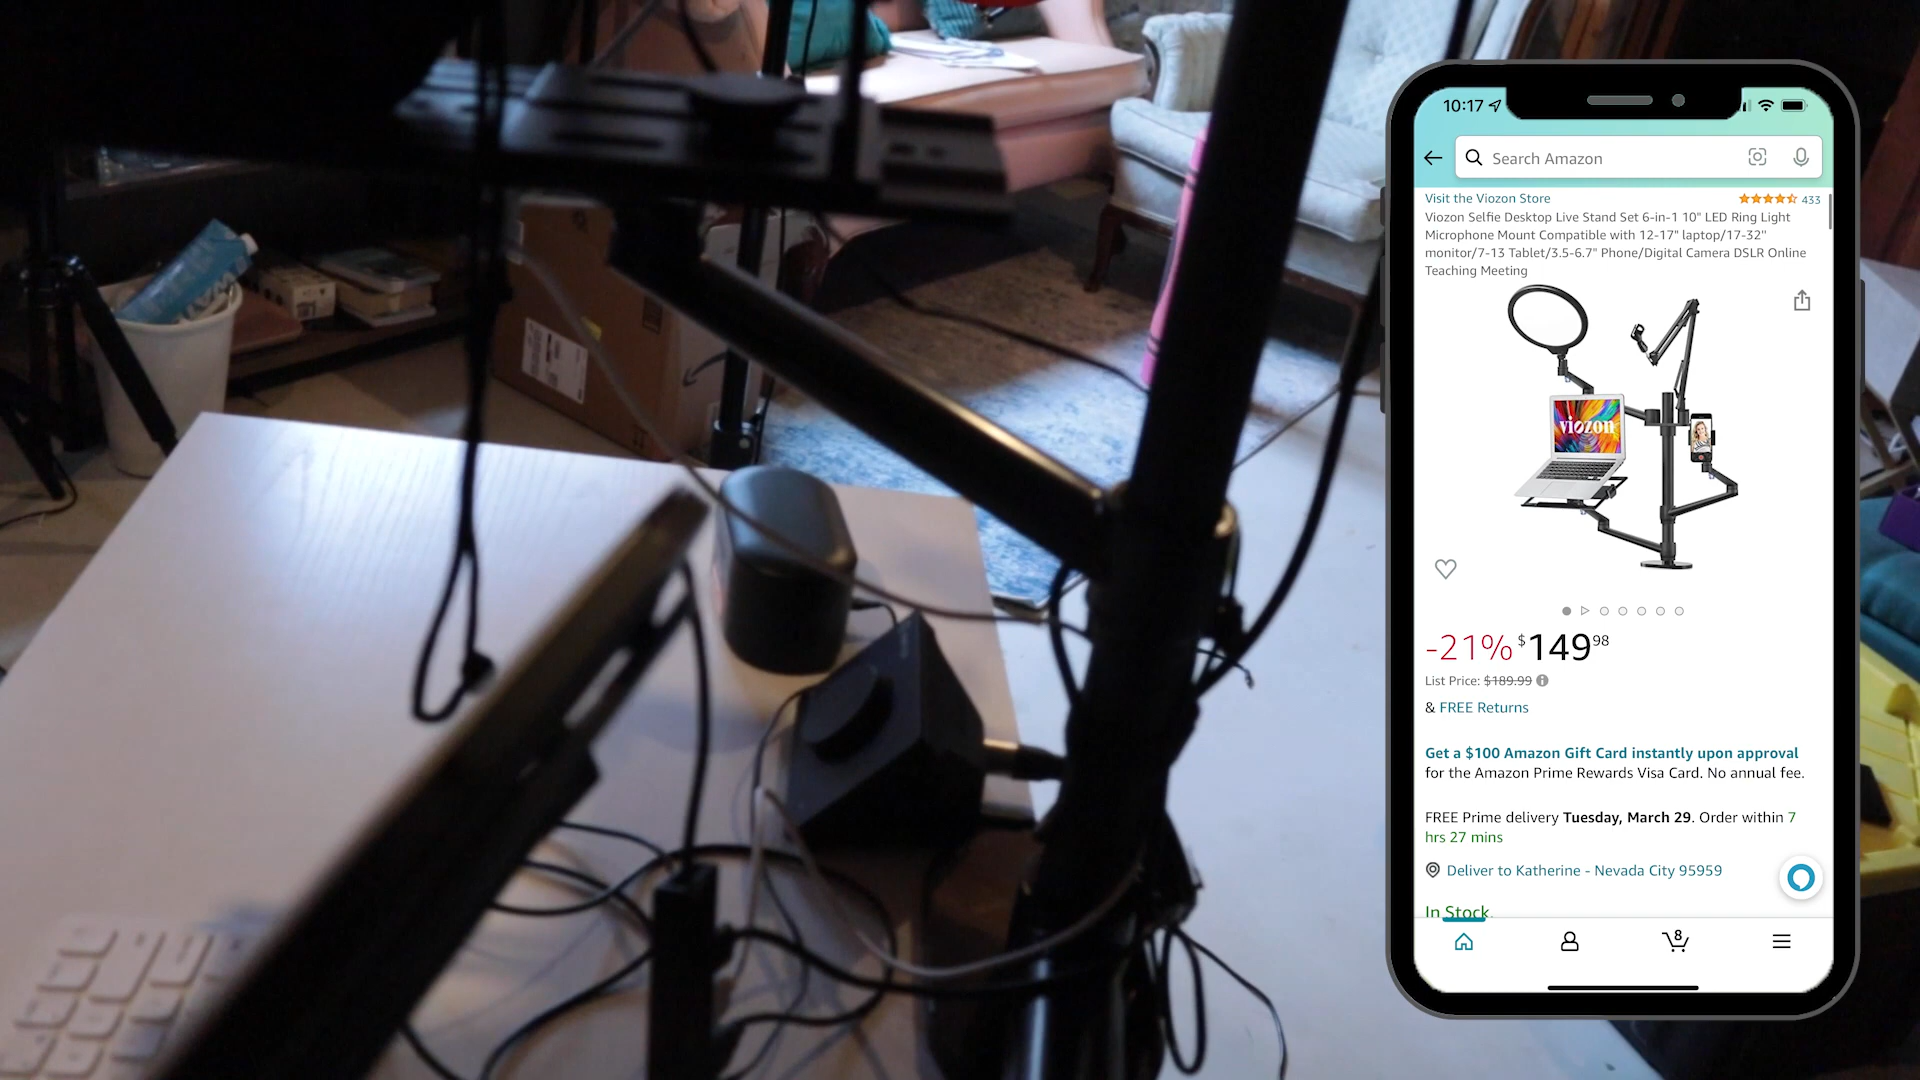 10:17
Search Amazon
Visit the Viozon Store 433
Viozon Selfie Desktop Live Stand Set 6-in-1 10" LED Ring Light
Microphone Mount Compatible with 12-17" laptop/17-32"
monitor/7-13 Tablet/3.5-6.7" Phone/Digital Camera DSLR Online
Teaching Meeting
viozon
-21% $149 98
List Price: $189.99
& FREE Returns
Get a $100 Amazon Gift Card instantly upon approval
for the Amazon Prime Rewards Visa Card. No annual fee.
FREE Prime delivery Tuesday, March 29. Order within 7
hrs 27 mins
Deliver to Katherine - Nevada City 95959
In Stock.
8